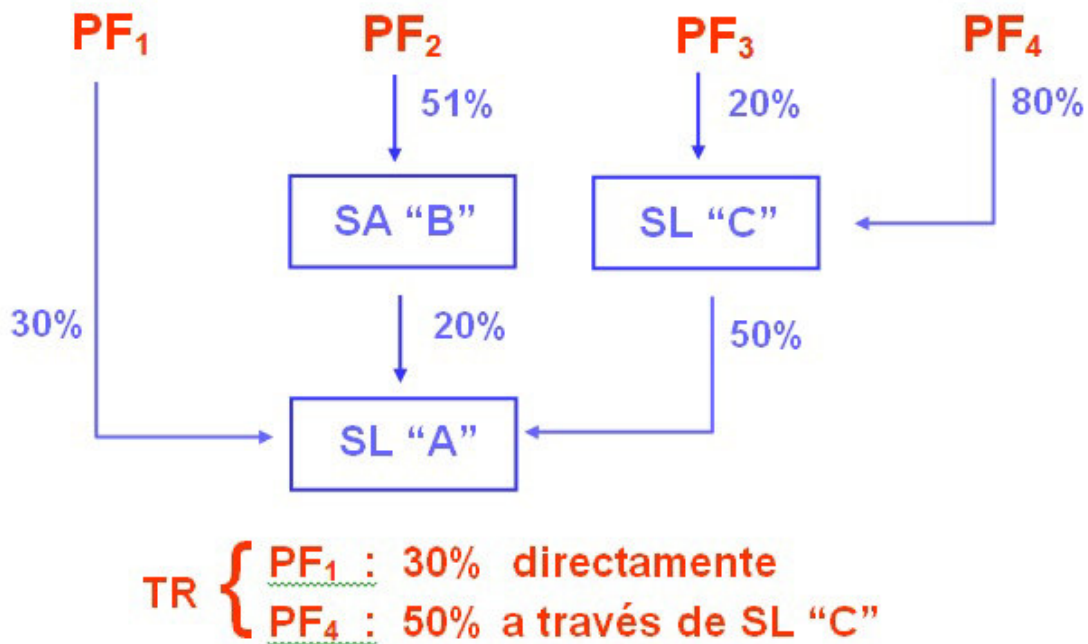 PF₁ PF₂ PF₃ PF₄
51% 20% 80%
SA “B” SL “C”
30% 20% 50%
SL “A”
TR { PF₁ : 30% directamente
PF₄ : 50% a través de SL “C”